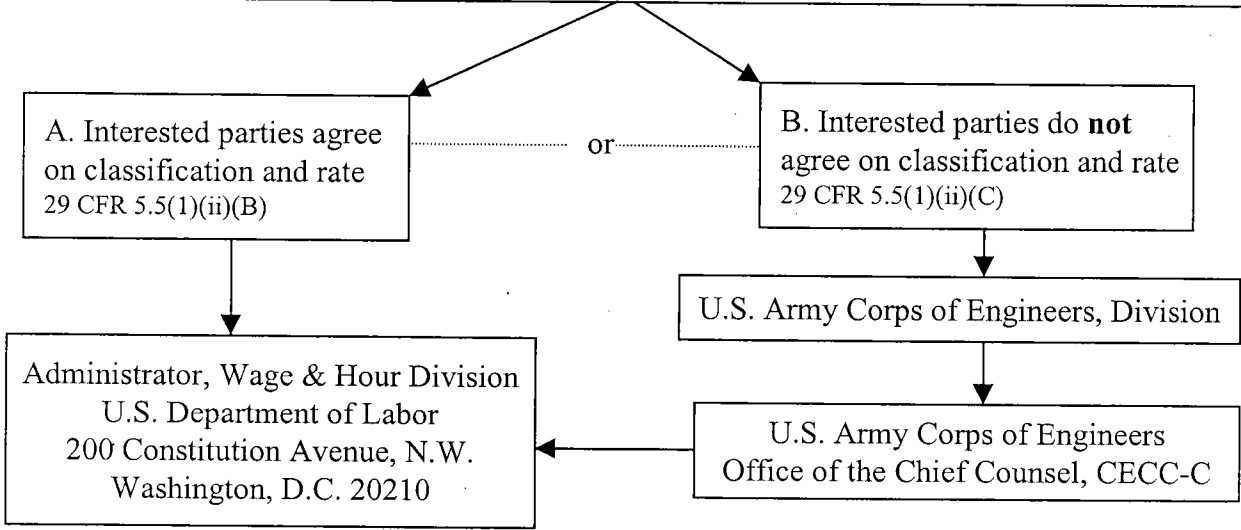 A. Interested parties agree
on classification and rate
29 CFR 5.5(1)(ii)(B)
or
B. Interested parties do not
agree on classification and rate
29 CFR 5.5(1)(ii)(C)
U.S. Army Corps of Engineers, Division
Administrator, Wage & Hour Division
U.S. Department of Labor
200 Constitution Avenue, N.W.
Washington, D.C. 20210
U.S. Army Corps of Engineers
Office of the Chief Counsel, CECC-C